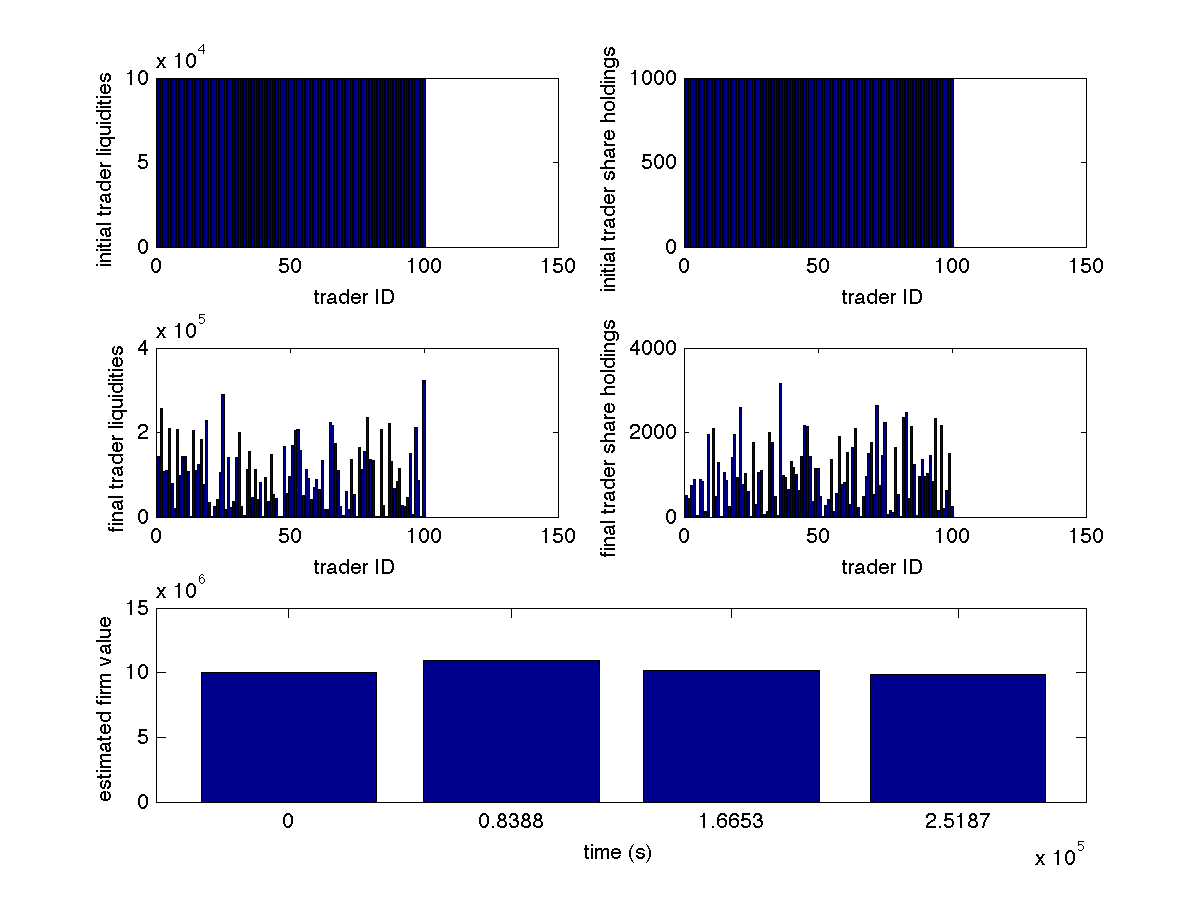 x 10^4
10
5
0
initial trader liquidities
0 50 100 150
trader ID
1000
500
0
initial trader share holdings
0 50 100 150
trader ID
x 10^5
4
2
0
final trader liquidities
0 50 100 150
trader ID
4000
2000
0
final trader share holdings
0 50 100 150
trader ID
x 10^6
15
10
5
0
estimated firm value
0 0.8388 1.6653 2.5187
time (s)
x 10^5